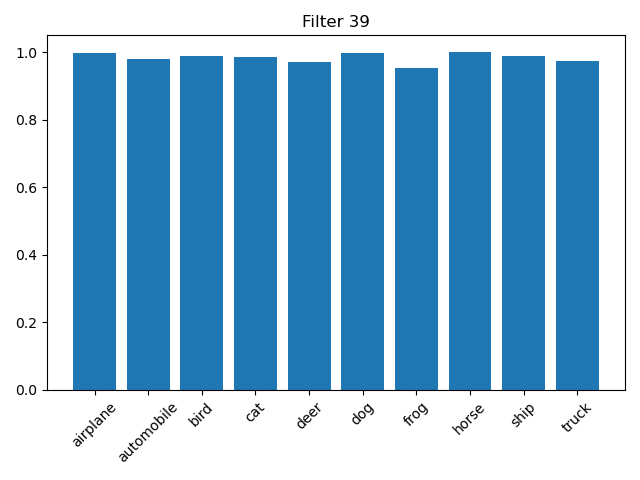 Filter 39
1.0
0.8
0.6
0.4
0.2
0.0
airplane
automobile
bird
cat
deer
dog
frog
horse
ship
truck